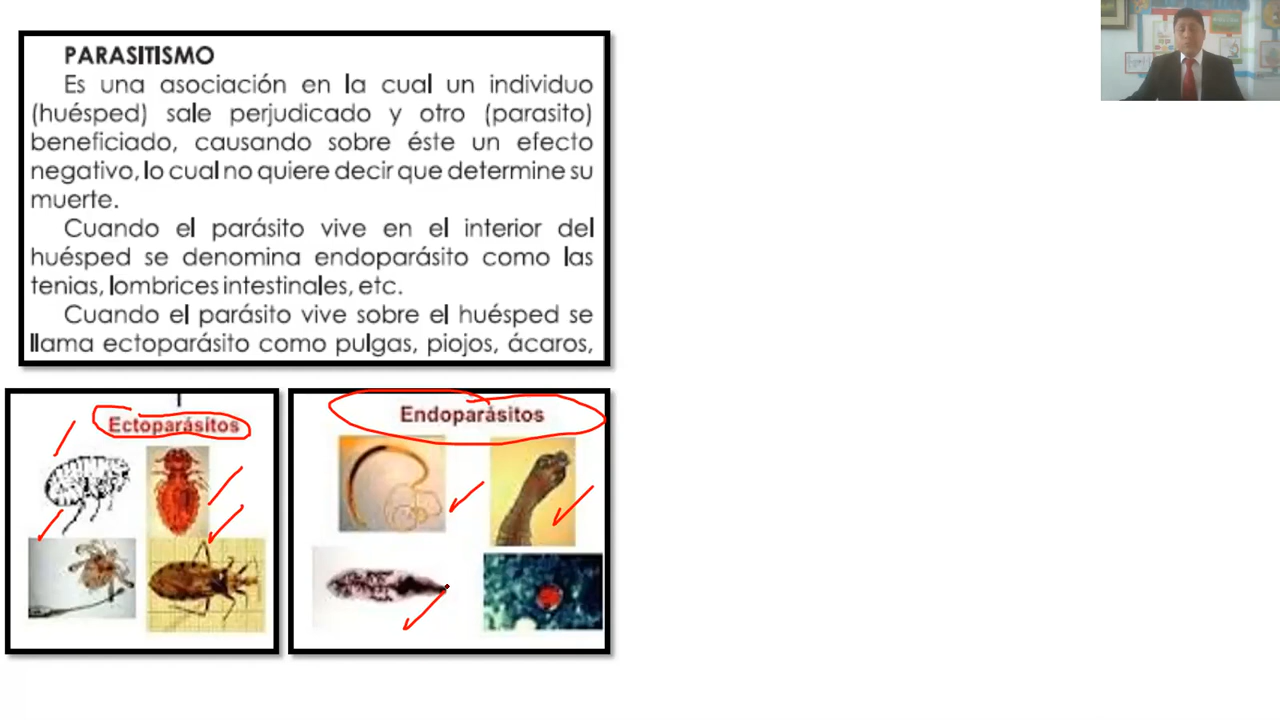 PARASITISMO
Es una asociación en la cual un individuo
(huésped) sale perjudicado y otro (parasito)
beneficiado, causando sobre éste un efecto
negativo, lo cual no quiere decir que determine su
muerte.
Cuando el parásito vive en el interior del
huésped se denomina endoparásito como las
tenias, lombrices intestinales, etc.
Cuando el parásito vive sobre el huésped se
llama ectoparásito como pulgas, piojos, ácaros,
Ectoparásitos
Endoparásitos